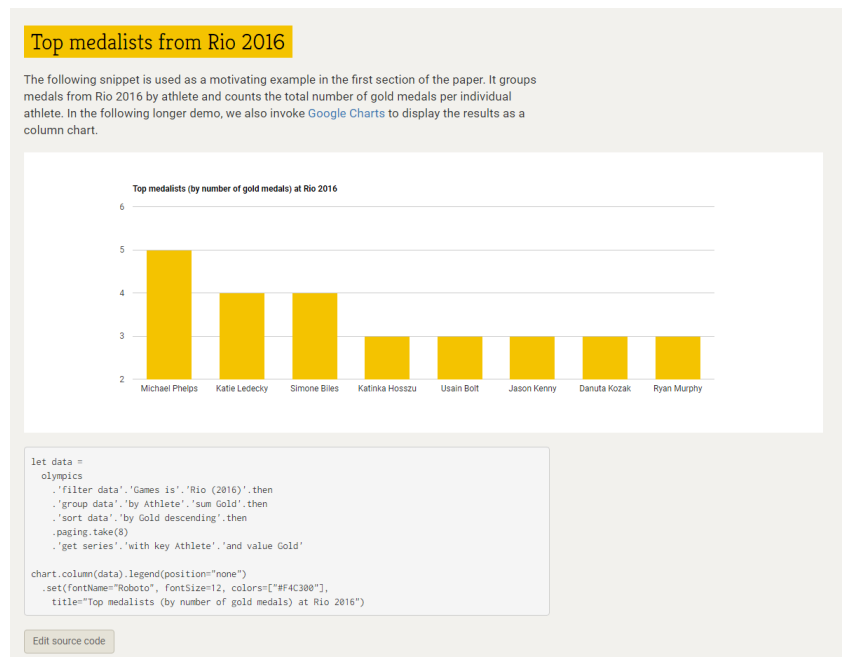 Top medalists from Rio 2016
The following snippet is used as a motivating example in the first section of the paper. It groups
medals from Rio 2016 by athlete and counts the total number of gold medals per individual
athlete. In the following longer demo, we also invoke Google Charts to display the results as a
column chart.
Top medalists (by number of gold medals) at Rio 2016
6
5
4
3
2
Michael Phelps Katie Ledecky Simone Biles Katinka Hosszu Usain Bolt Jason Kenny Danuta Kozak Ryan Murphy
let data =
  olympics
    .'filter data'.'Games is'.'Rio (2016)'.then
    .'group data'.'by Athlete'.'sum Gold'.then
    .'sort data'.'by Gold descending'.then
    .paging.take(8)
    .'get series'.'with key Athlete'.'and value Gold'
chart.column(data).legend(position="none")
  .set(fontName="Roboto", fontSize=12, colors=["#F4C300"],
    title="Top medalists (by number of gold medals) at Rio 2016")
Edit source code